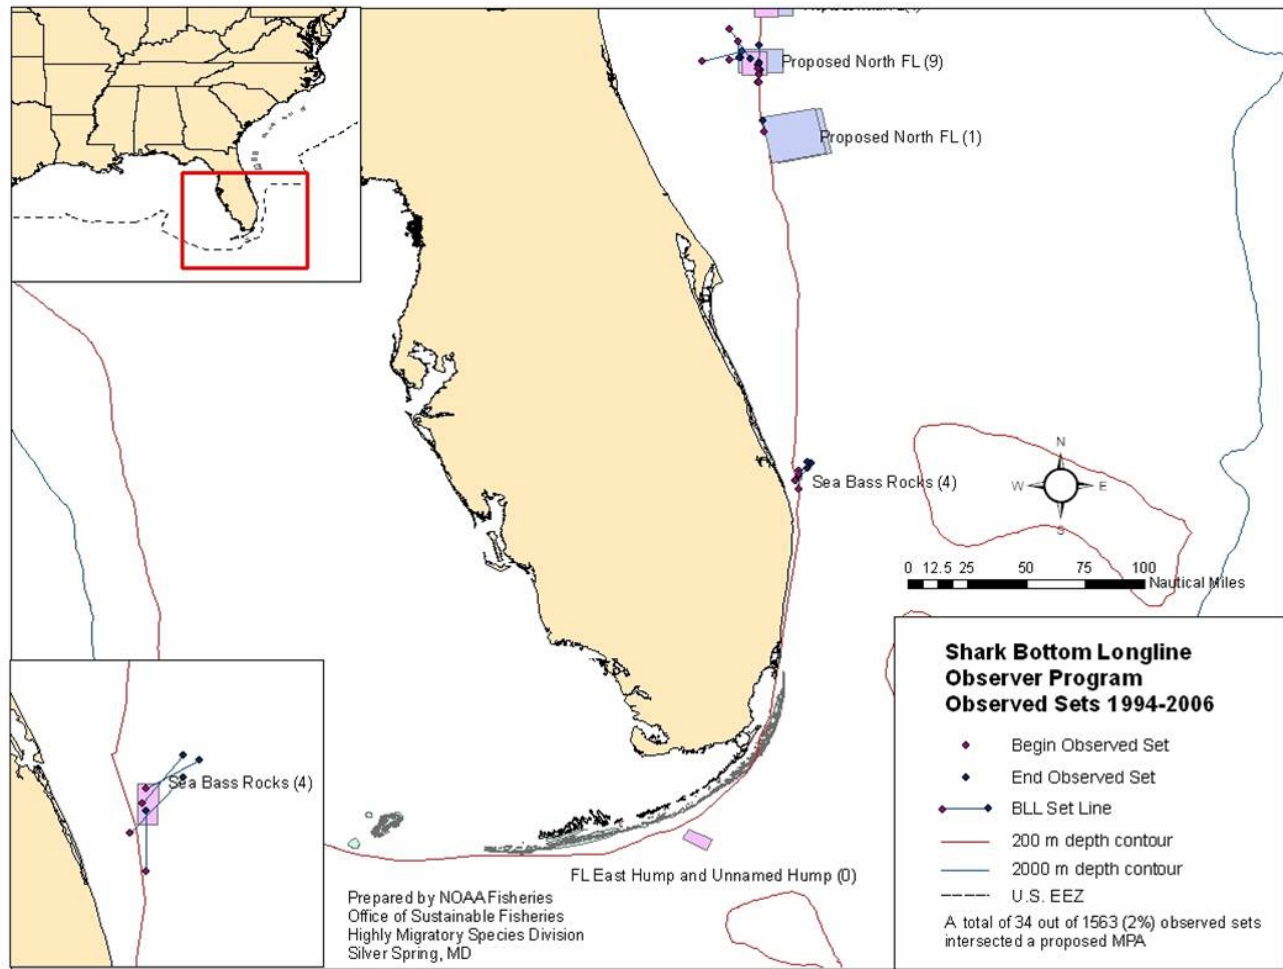 Proposed North FL (9)
Proposed North FL (1)
Sea Bass Rocks (4)
N
W
E
S
0 12.5 25 50 75 100
Nautical Miles
Sea Bass Rocks (4)
FL East Hump and Unnamed Hump (0)
Prepared by NOAA Fisheries
Office of Sustainable Fisheries
Highly Migratory Species Division
Silver Spring, MD
Shark Bottom Longline
Observer Program
Observed Sets 1994-2006
Begin Observed Set
End Observed Set
BLL Set Line
200 m depth contour
2000 m depth contour
U.S. EEZ
A total of 34 out of 1563 (2%) observed sets
intersected a proposed MPA